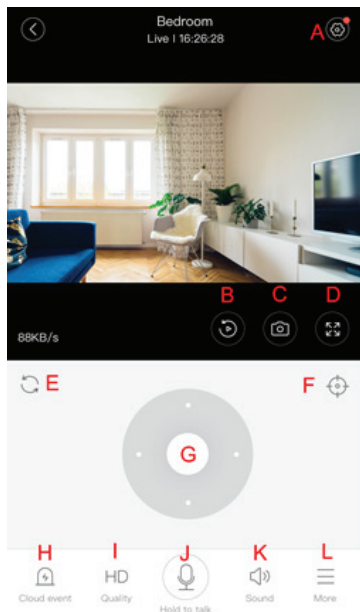 Bedroom
Live | 16:26:28
A
B C D
88KB/s
E
F
G
H I J K L
HD
Cloud event Quality Hold to talk Sound More